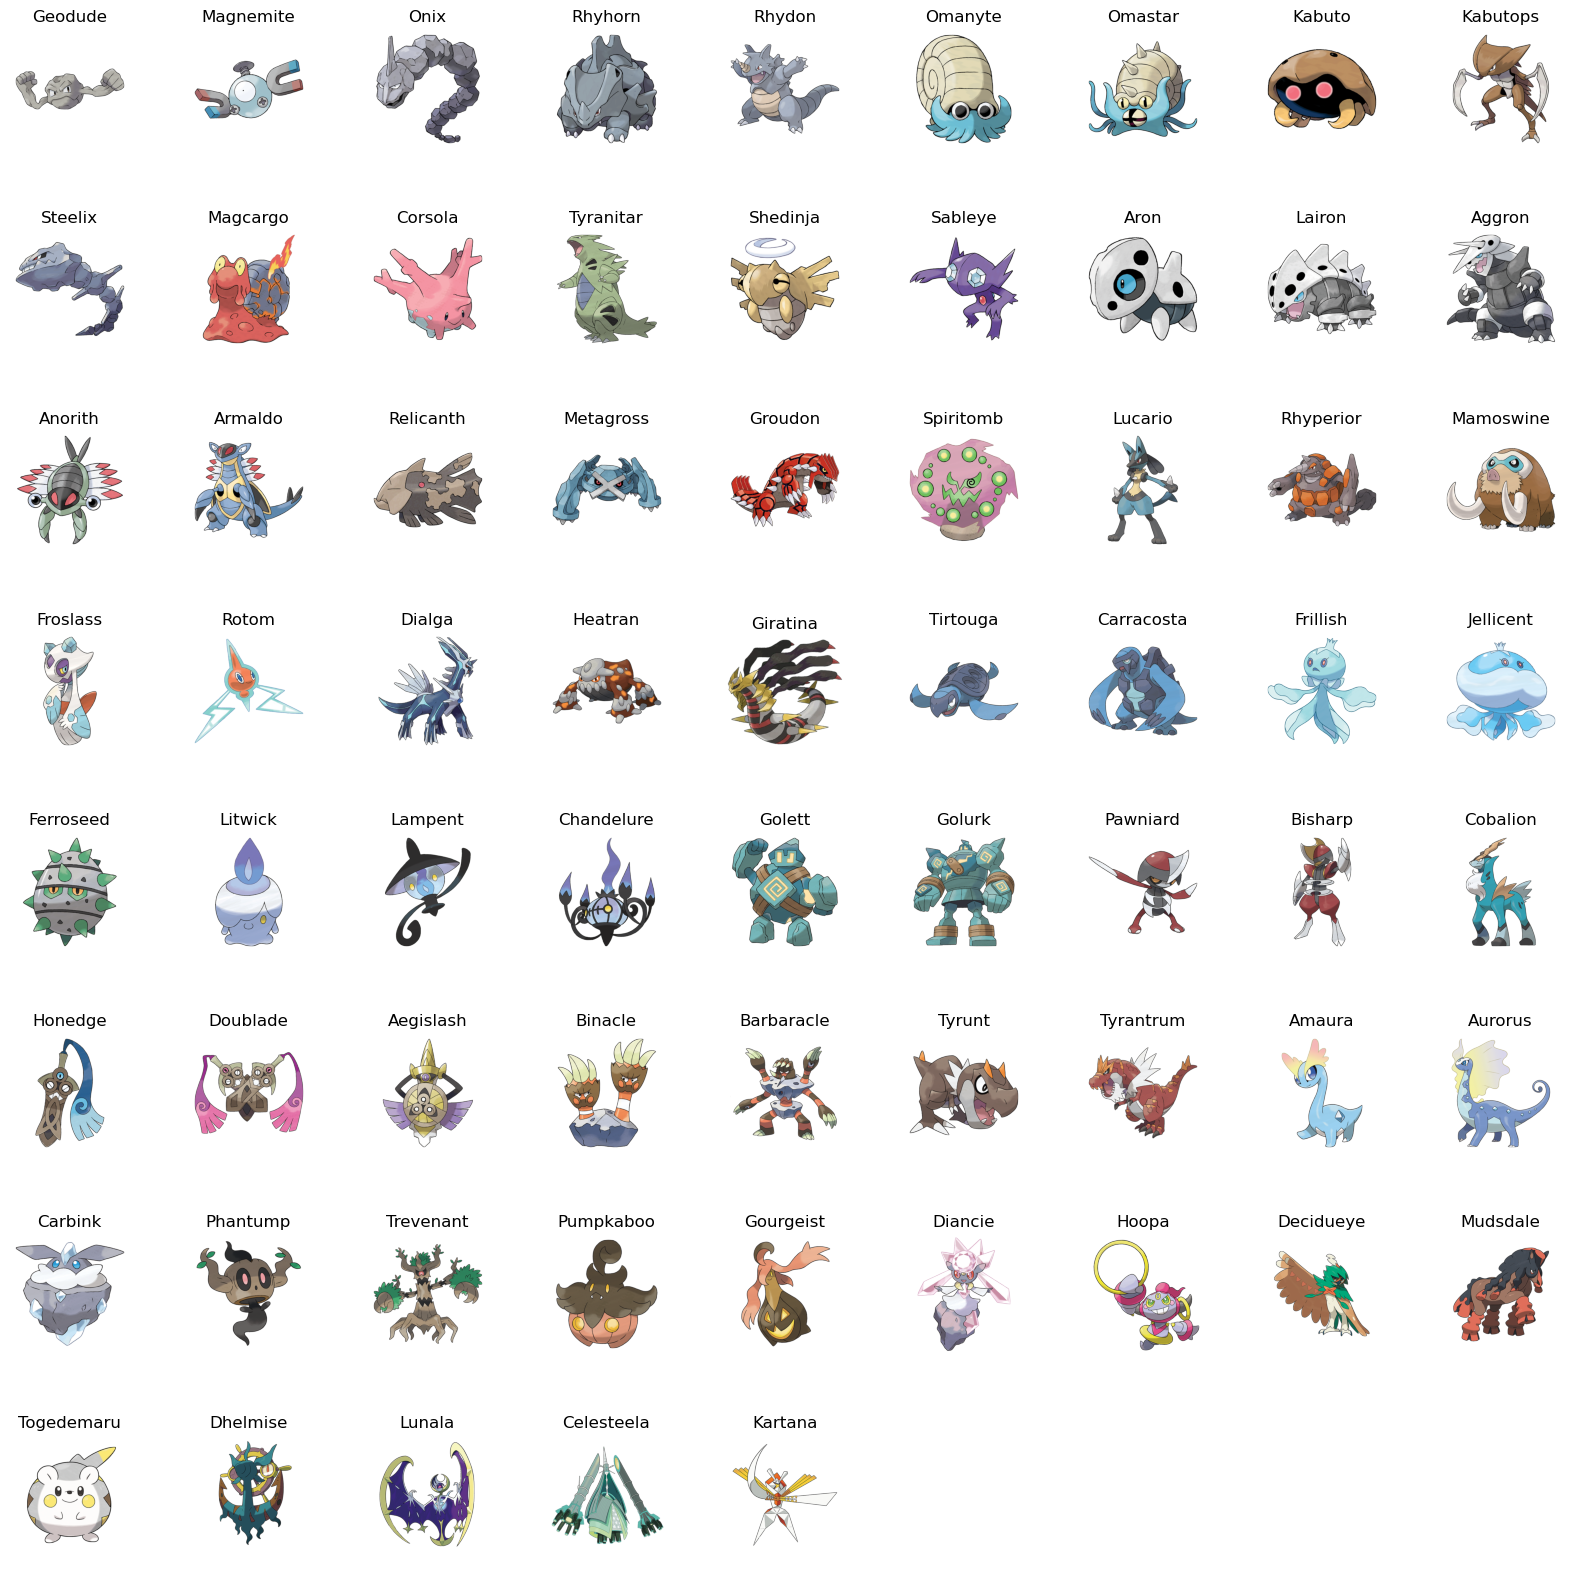 Geodude Magnemite Onix Rhyhorn Rhydon Omanyte Omastar Kabuto Kabutops
Steelix Magcargo Corsola Tyranitar Shedinja Sableye Aron Lairon Aggron
Anorith Armaldo Relicanth Metagross Groudon Spiritomb Lucario Rhyperior Mamoswine
Froslass Rotom Dialga Heatran Giratina Tirtouga Carracosta Frillish Jellicent
Ferroseed Litwick Lampent Chandelure Golett Golurk Pawniard Bisharp Cobalion
Honedge Doublade Aegislash Binacle Barbaracle Tyrunt Tyrantrum Amaura Aurorus
Carbink Phantump Trevenant Pumpkaboo Gourgeist Diancie Hoopa Decidueye Mudsdale
Togedemaru Dhelmise Lunala Celesteela Kartana